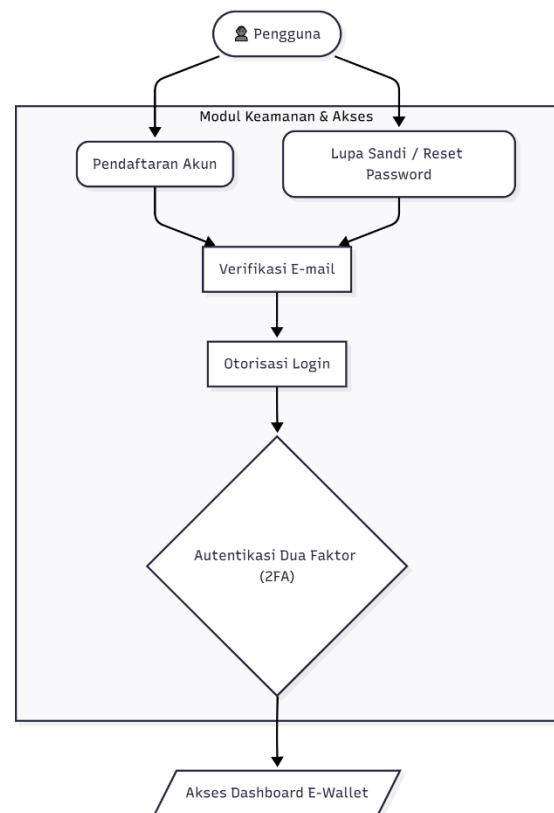 Pengguna
Modul Keamanan & Akses
Pendaftaran Akun
Lupa Sandi / Reset
Password
Verifikasi E-mail
Otorisasi Login
Autentikasi Dua Faktor
(2FA)
Akses Dashboard E-Wallet